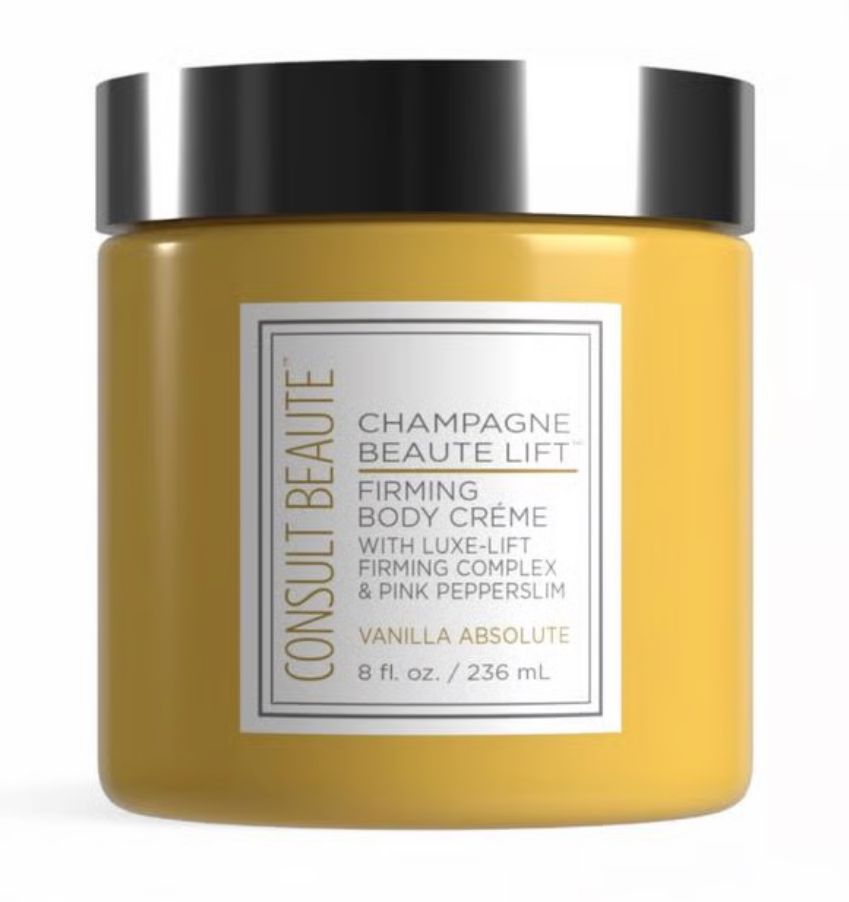 CONSULT BEAUTE™
CHAMPAGNE
BEAUTE LIFT™
FIRMING
BODY CRÉME
WITH LUXE-LIFT
FIRMING COMPLEX
& PINK PEPPERSLIM
VANILLA ABSOLUTE
8 fl. oz. / 236 mL